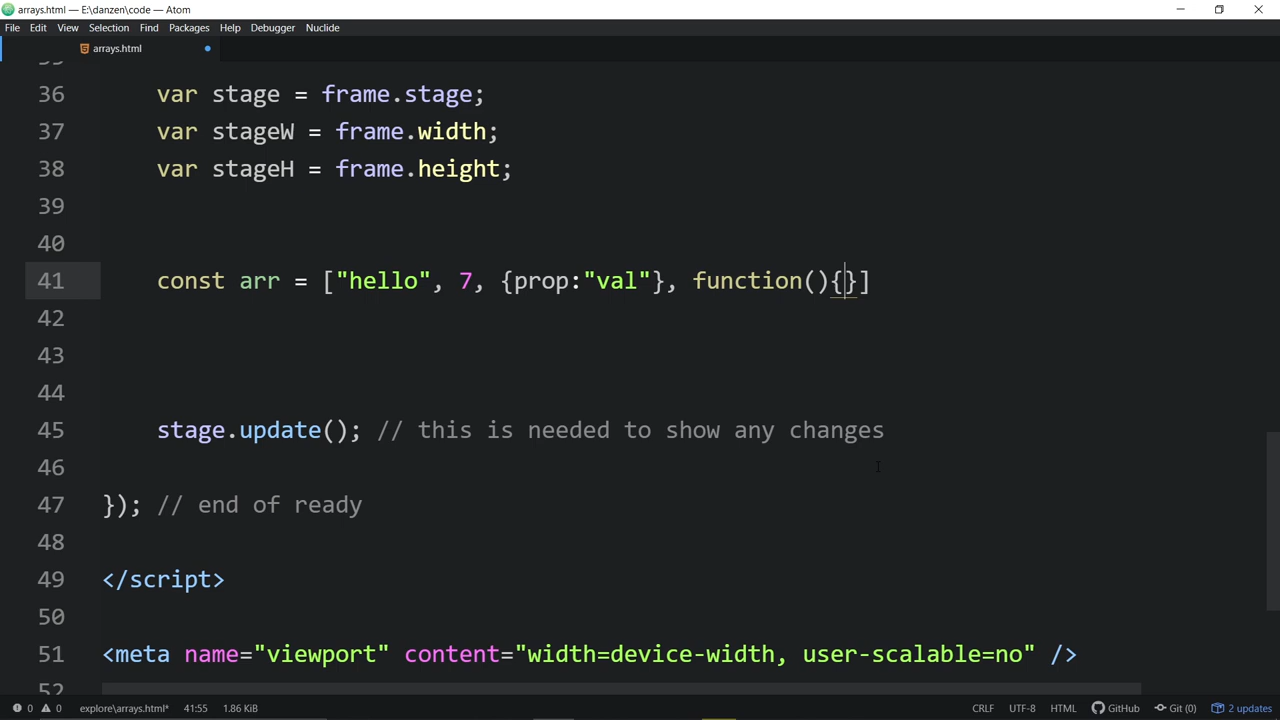 arrays.html — E:\danzen\code — Atom
File Edit View Selection Find Packages Help Debugger Nuclide
arrays.html
36 var stage = frame.stage;
37 var stageW = frame.width;
38 var stageH = frame.height;
39
40
41 const arr = ["hello", 7, {prop:"val"}, function(){}]
42
43
44
45 stage.update(); // this is needed to show any changes
46
47 }); // end of ready
48
49 </script>
50
51 <meta name="viewport" content="width=device-width, user-scalable=no" />
52
0 0 explore\arrays.html* 41:55 1.86 KiB CRLF UTF-8 HTML GitHub Git (0) 2 updates